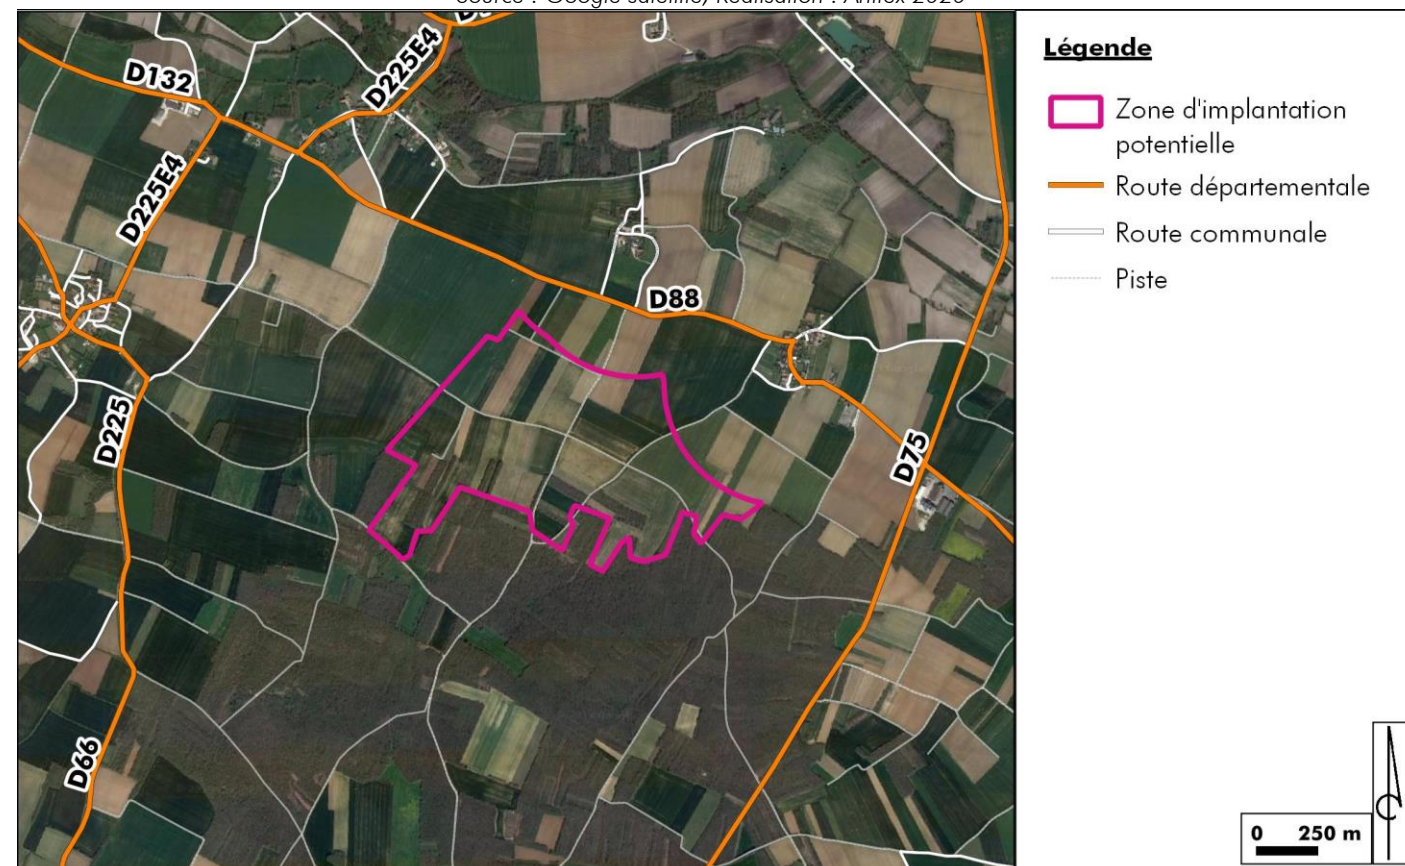 D132
D225E4
D225E4
D88
D225
D75
D66
Légende
Zone d'implantation
potentielle
Route départementale
Route communale
Piste
0 250 m